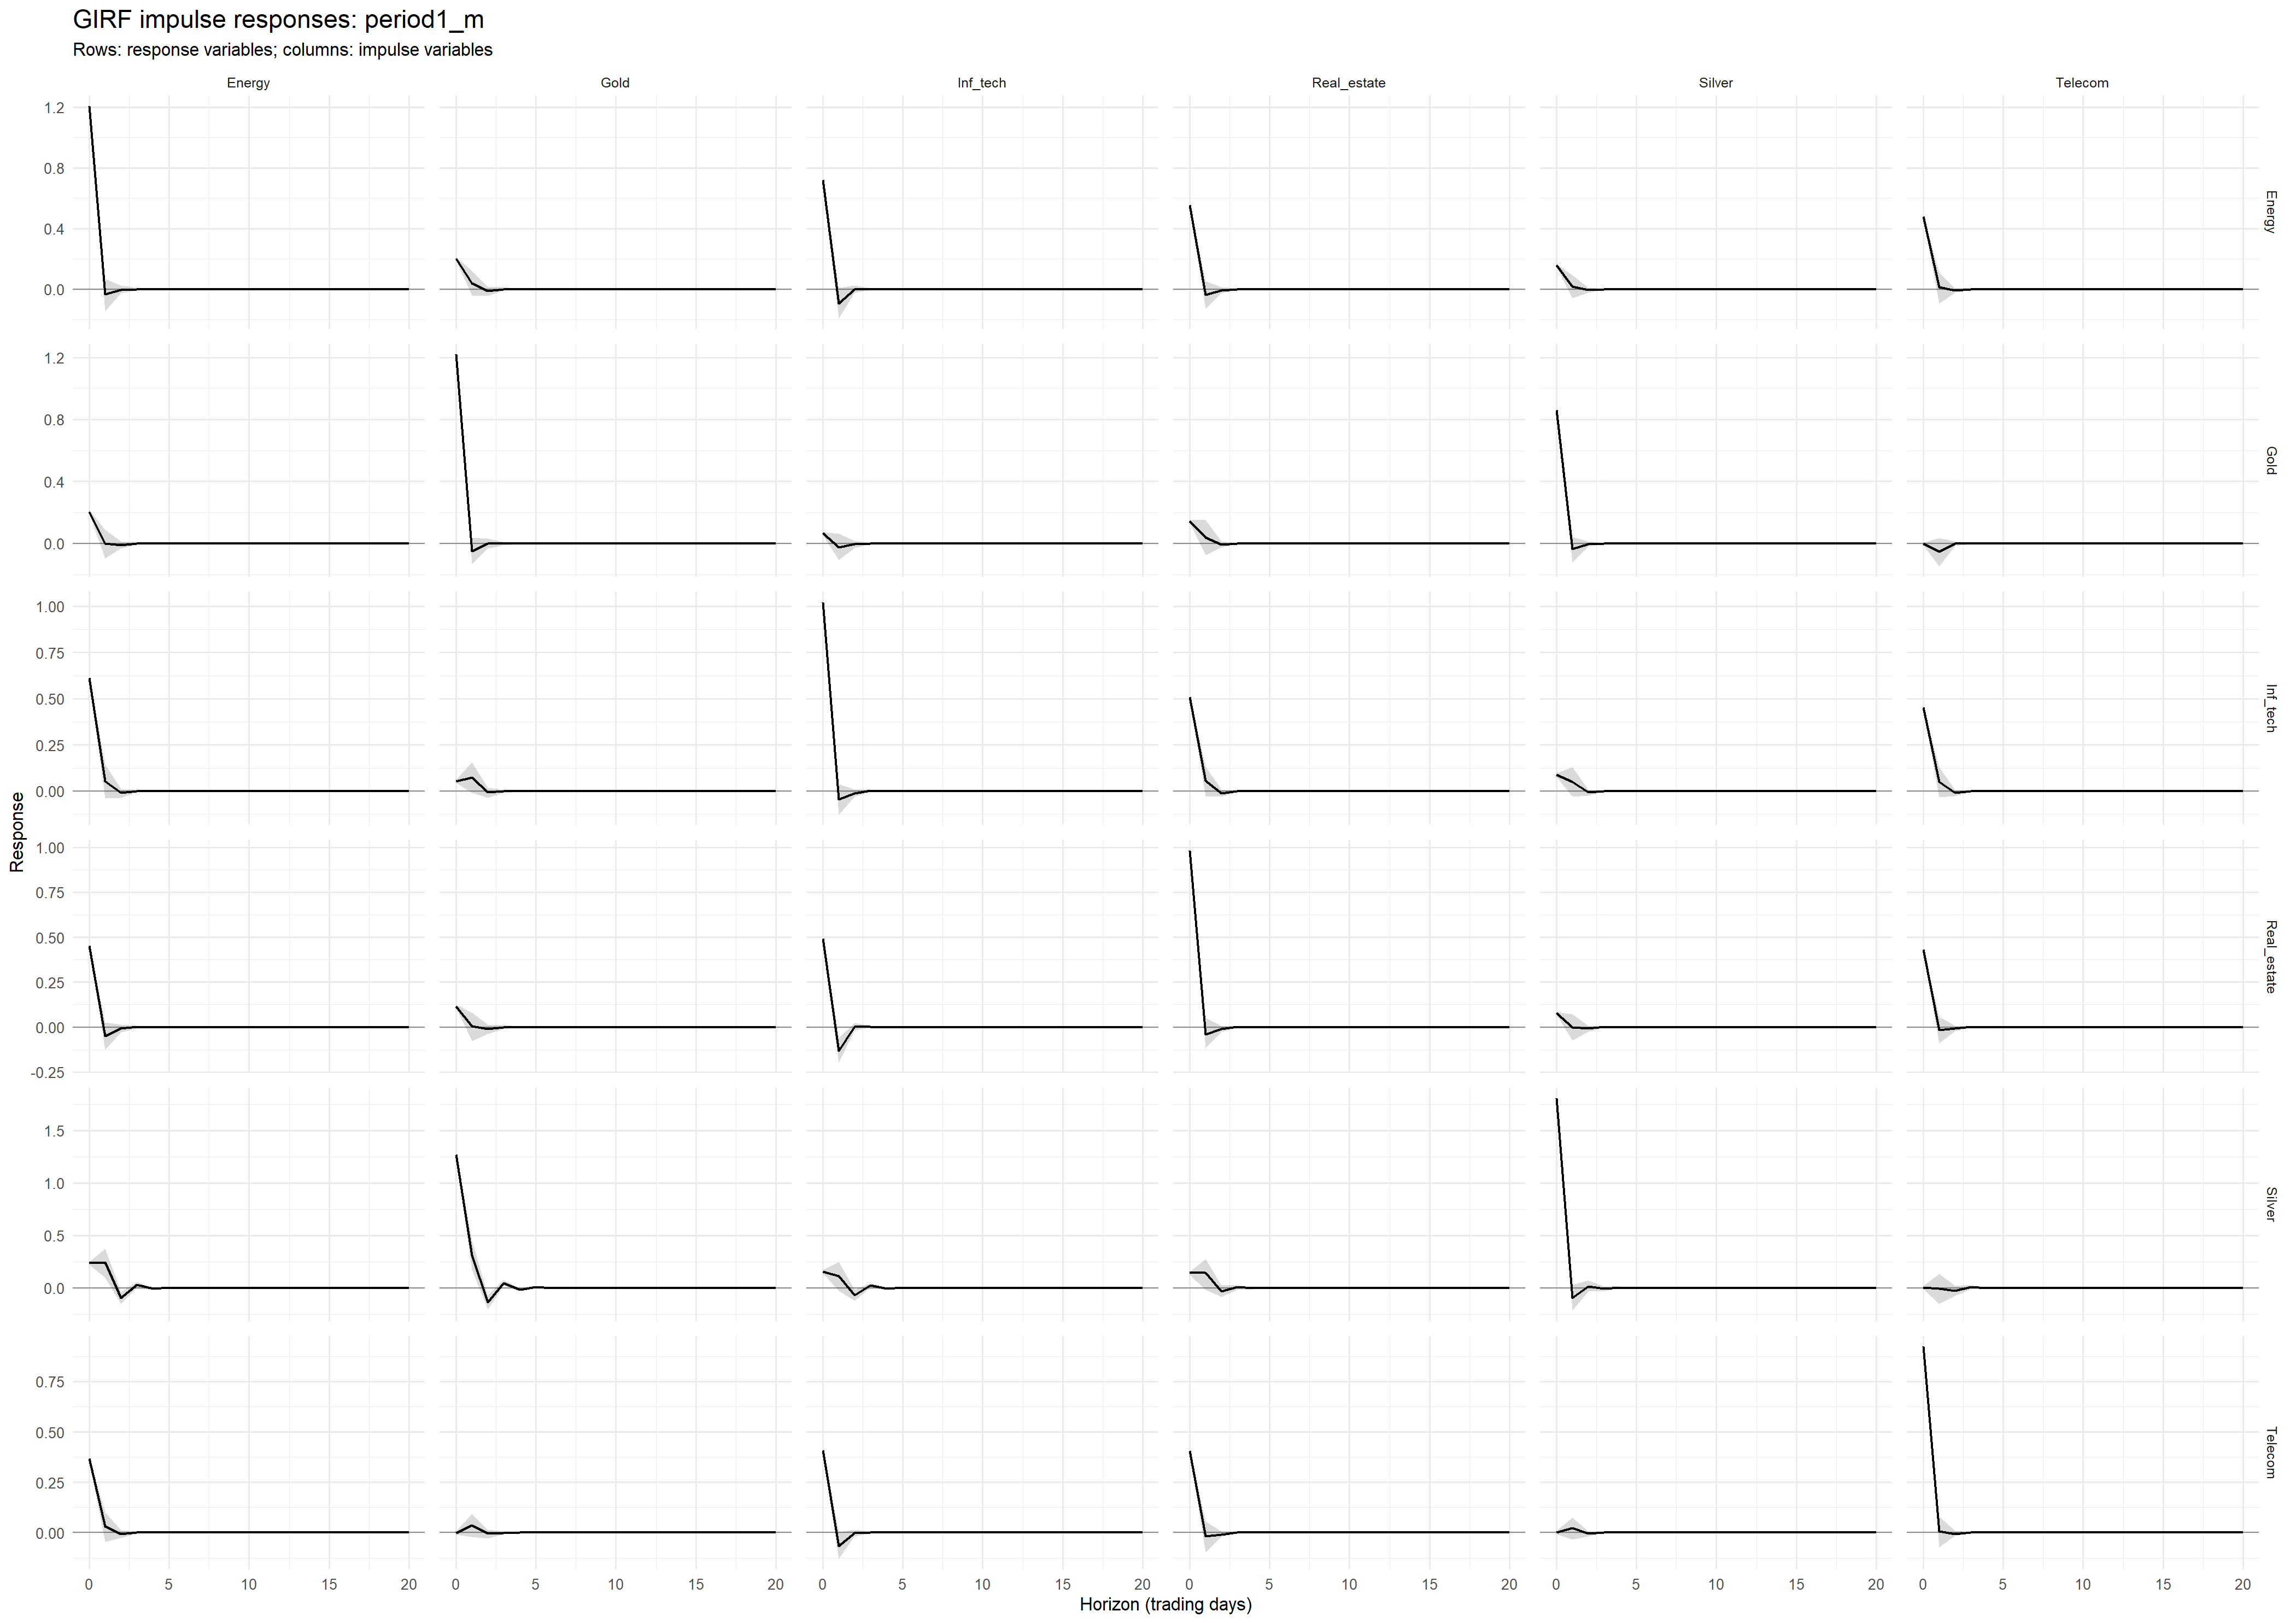 GIRF impulse responses: period1_m
Rows: response variables; columns: impulse variables
Energy Gold Inf_tech Real_estate Silver Telecom
1.2
0.8
0.4
0.0
Energy
1.2
0.8
0.4
0.0
Gold
1.00
0.75
0.50
0.25
0.00
Inf_tech
Response
1.00
0.75
0.50
0.25
0.00
-0.25
Real_estate
1.5
1.0
0.5
0.0
Silver
0.75
0.50
0.25
0.00
Telecom
0 5 10 15 20 0 5 10 15 20 0 5 10 15 20 0 5 10 15 20 0 5 10 15 20 0 5 10 15 20
Horizon (trading days)